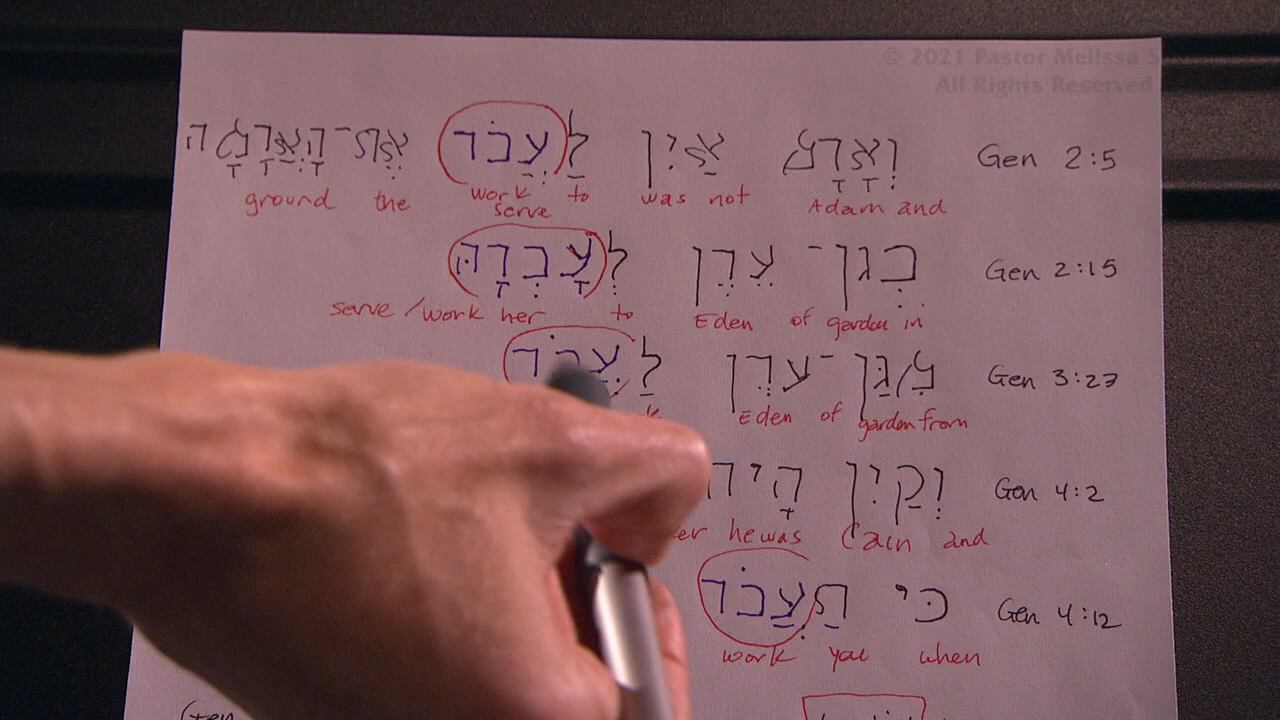 © 2021 Pastor Melissa S
All Rights Reserved
Gen 2:5 וְאָדָם אַיִן לַעֲבֹד אֶת־הָאֲדָמָה
ground the work to was not Adam and
serve
Gen 2:15 בְגַן־עֵדֶן לְעָבְדָהּ
serve/work her to Eden of garden in
Gen 3:23 מִגַּן־עֵדֶן לַעֲבֹד
Eden of garden from
Gen 4:2 וְקַיִן הָיָה
he was Cain and
Gen 4:12 כִּי תַעֲבֹד
work you when
Gen